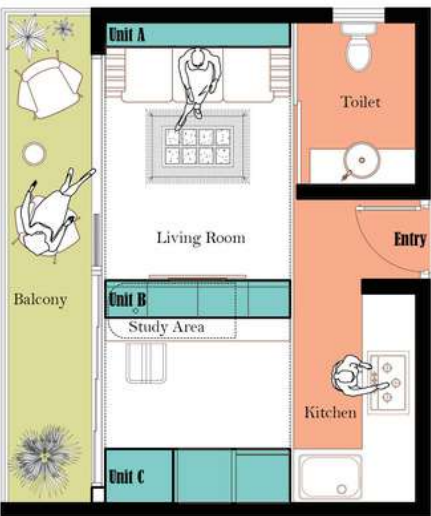 Unit A
Toilet
Living Room
Entry
Balcony
Unit B
Study Area
Kitchen
Unit C